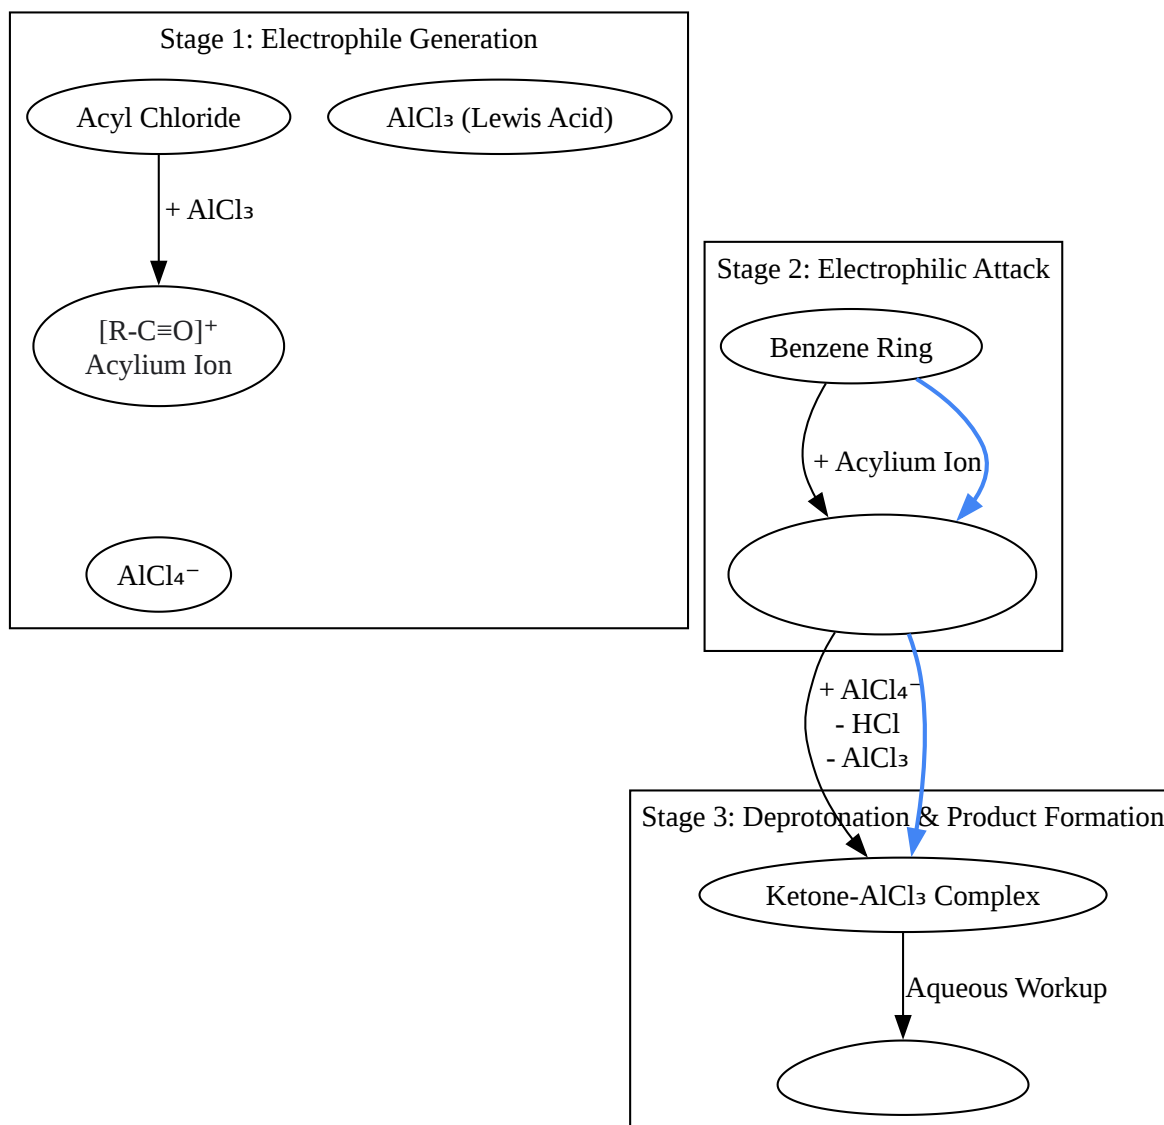 Stage 1: Electrophile Generation
Acyl Chloride
AlCl₃ (Lewis Acid)
+ AlCl₃
[R-C≡O]⁺
Acylium Ion
AlCl₄⁻
Stage 2: Electrophilic Attack
Benzene Ring
+ Acylium Ion
+ AlCl₄⁻
- HCl
- AlCl₃
Stage 3: Deprotonation & Product Formation
Ketone-AlCl₃ Complex
Aqueous Workup